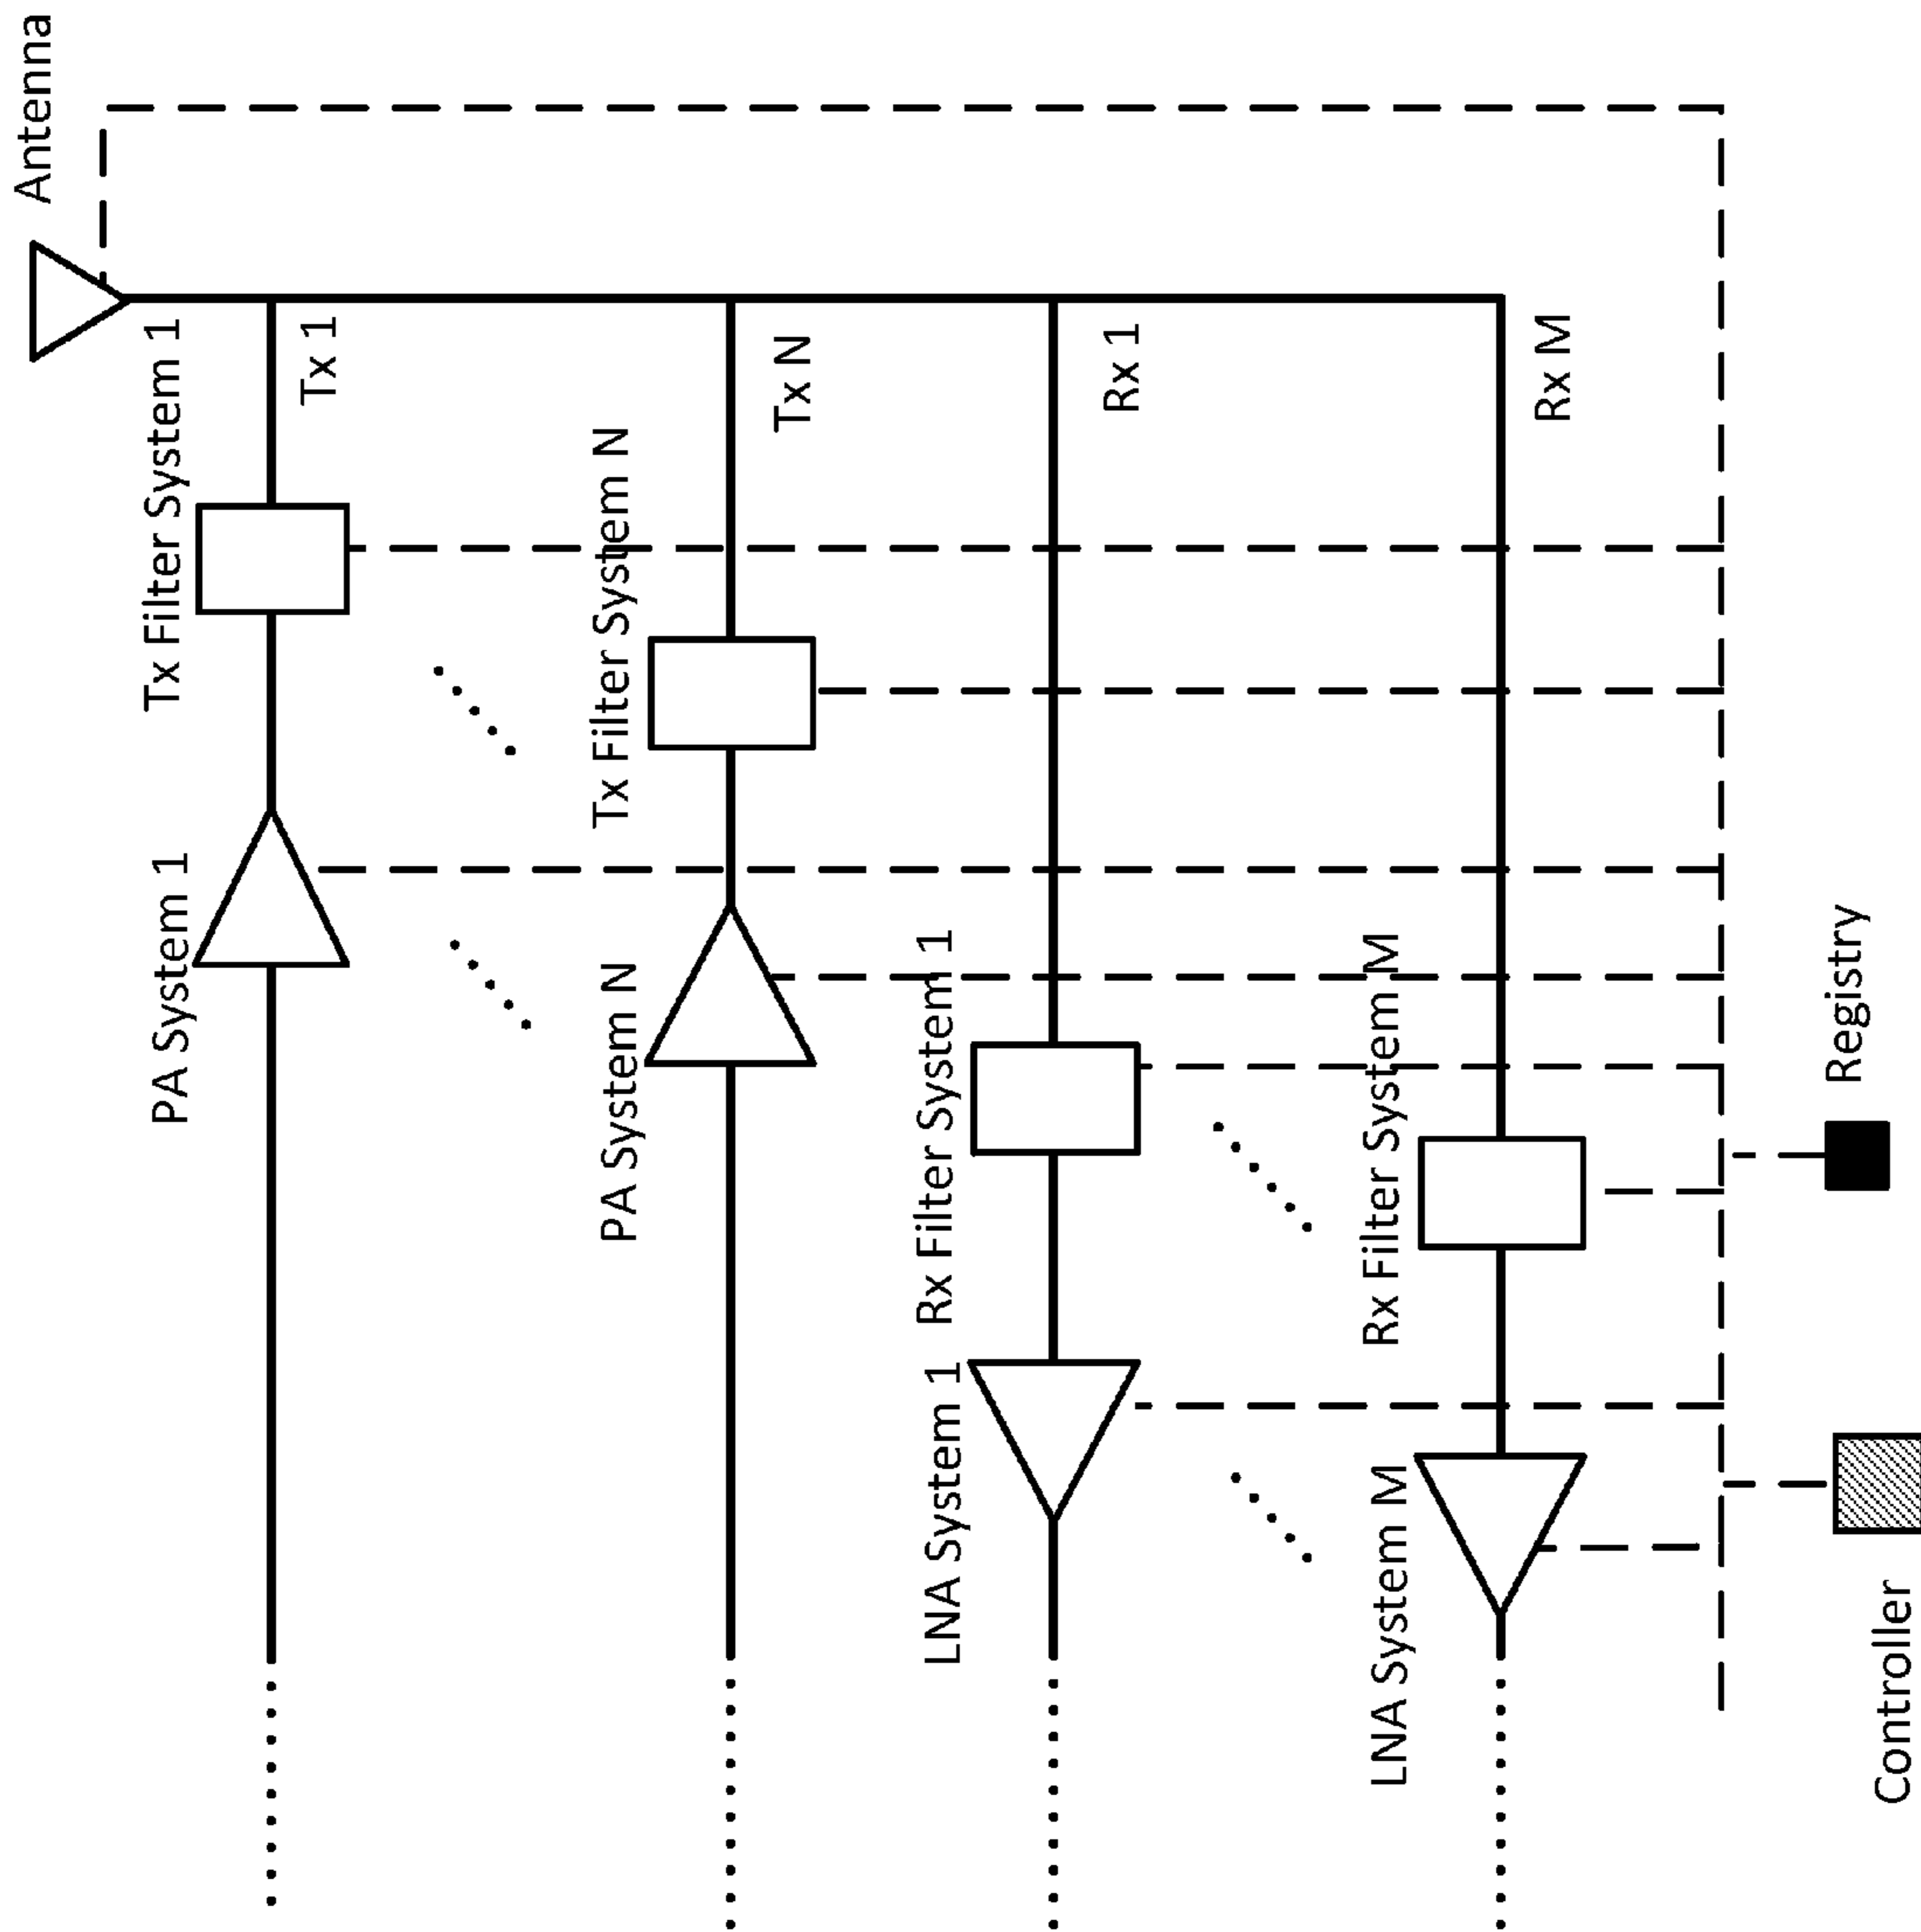 Antenna
Tx Filter System 1
Tx 1
PA System 1
Tx Filter System N
Tx N
PA System N
Rx Filter System 1
Rx 1
LNA System 1
Rx Filter System M
Rx M
LNA System M
Registry
Controller